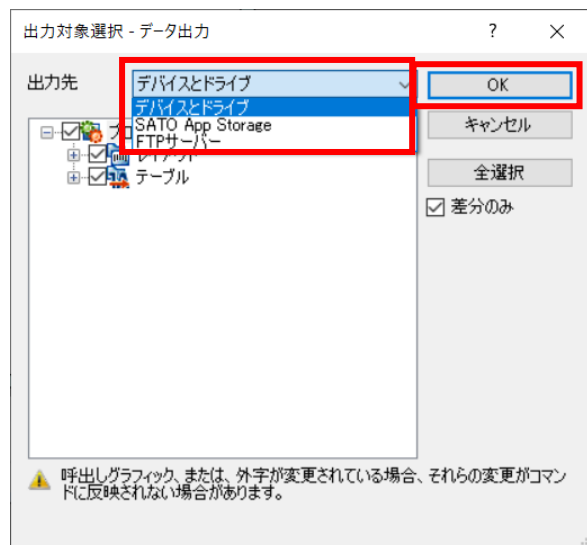 出力対象選択 - データ出力
出力先
デバイスとドライブ
OK
デバイスとドライブ
SATO App Storage
FTPサーバー
キャンセル
テーブル
全選択
差分のみ
呼出しグラフィック、または、外字が変更されている場合、それらの変更がコマン
ドに反映されない場合があります。